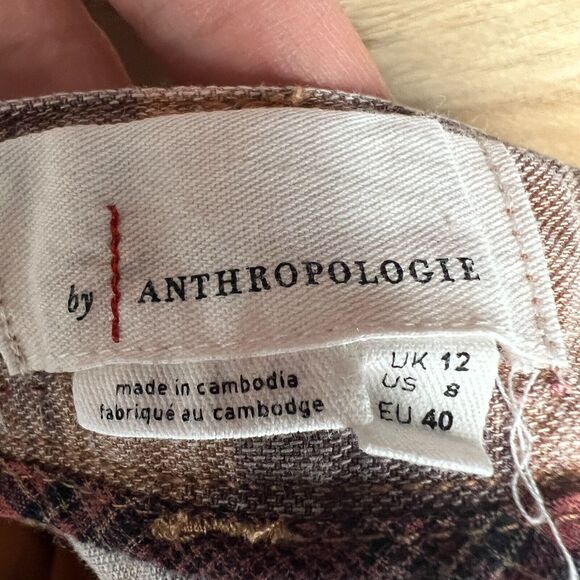 by ANTHROPOLOGIE
made in cambodia
fabriqué au cambodge
UK 12
US 8
EU 40